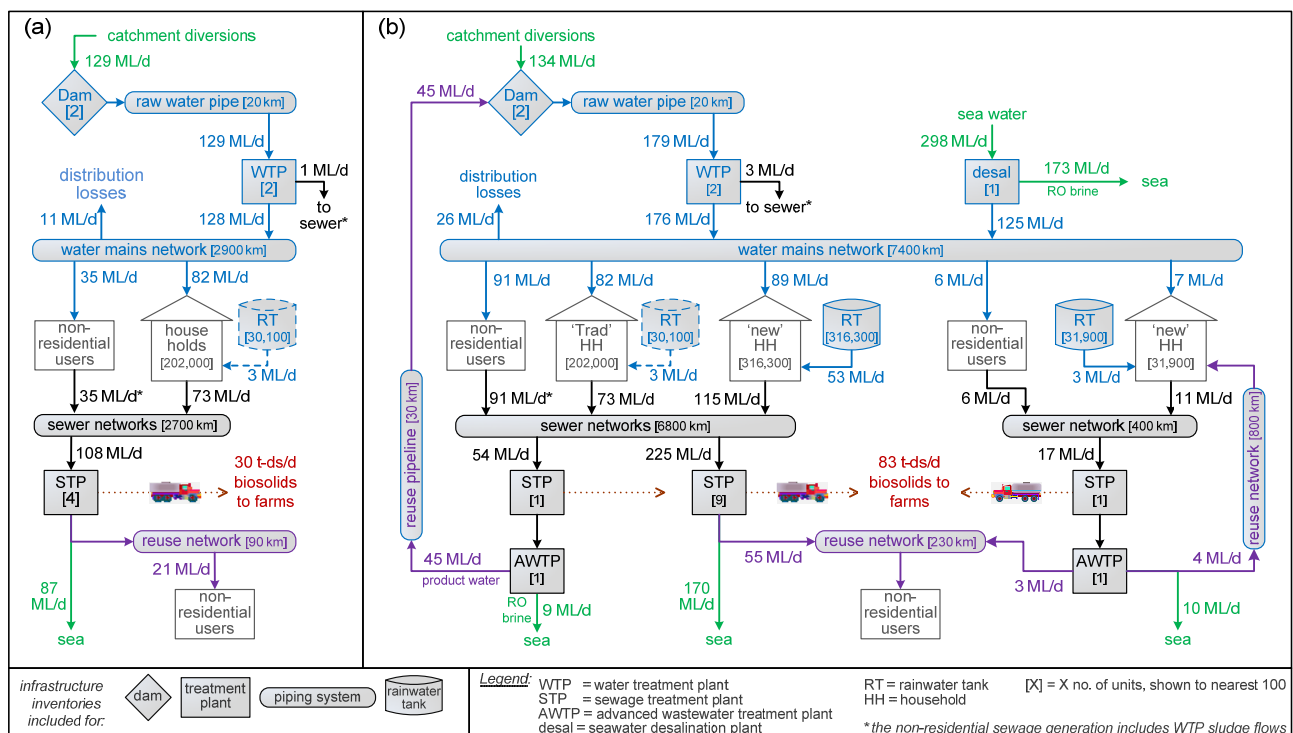 (a)
catchment diversions
129 ML/d
Dam
[2]
raw water pipe [20 km]
129 ML/d
WTP
[2]
1 ML/d
to
sewer*
distribution
losses
11 ML/d
128 ML/d
water mains network [2900 km]
35 ML/d
82 ML/d
non-
residential
users
house
holds
[202,000]
RT
[30,100]
3 ML/d
35 ML/d*
73 ML/d
sewer networks [2700 km]
108 ML/d
STP
[4]
30 t-ds/d
biosolids
to farms
reuse network [90 km]
21 ML/d
non-
residential
users
87
ML/d
sea
(b)
catchment diversions
134 ML/d
45 ML/d
Dam
[2]
raw water pipe [20 km]
179 ML/d
WTP
[2]
3 ML/d
to sewer*
distribution
losses
26 ML/d
176 ML/d
sea water
298 ML/d
desal
[1]
173 ML/d
RO brine
sea
125 ML/d
water mains network [7400 km]
91 ML/d
82 ML/d
89 ML/d
6 ML/d
7 ML/d
non-
residential
users
'Trad'
HH
[202,000]
RT
[30,100]
3 ML/d
'new'
HH
[316,300]
RT
[316,300]
53 ML/d
non-
residential
users
RT
[31,900]
3 ML/d
'new'
HH
[31,900]
91 ML/d*
73 ML/d
115 ML/d
6 ML/d
11 ML/d
sewer networks [6800 km]
sewer network [400 km]
reuse pipeline [30 km]
reuse network [800 km]
54 ML/d
225 ML/d
17 ML/d
STP
[1]
STP
[9]
83 t-ds/d
biosolids to
farms
STP
[1]
45 ML/d
product water
AWTP
[1]
RO
brine
9 ML/d
sea
55 ML/d
170
ML/d
sea
reuse network [230 km]
non-
residential
users
3 ML/d
AWTP
[1]
4 ML/d
10 ML/d
sea
infrastructure
inventories
included for:
dam
treatment
plant
piping system
rainwater
tank
Legend:
WTP = water treatment plant
STP = sewage treatment plant
AWTP = advanced wastewater treatment plant
desal = seawater desalination plant
RT = rainwater tank
HH = household
[X] = X no. of units, shown to nearest 100
*the non-residential sewage generation includes WTP sludge flows